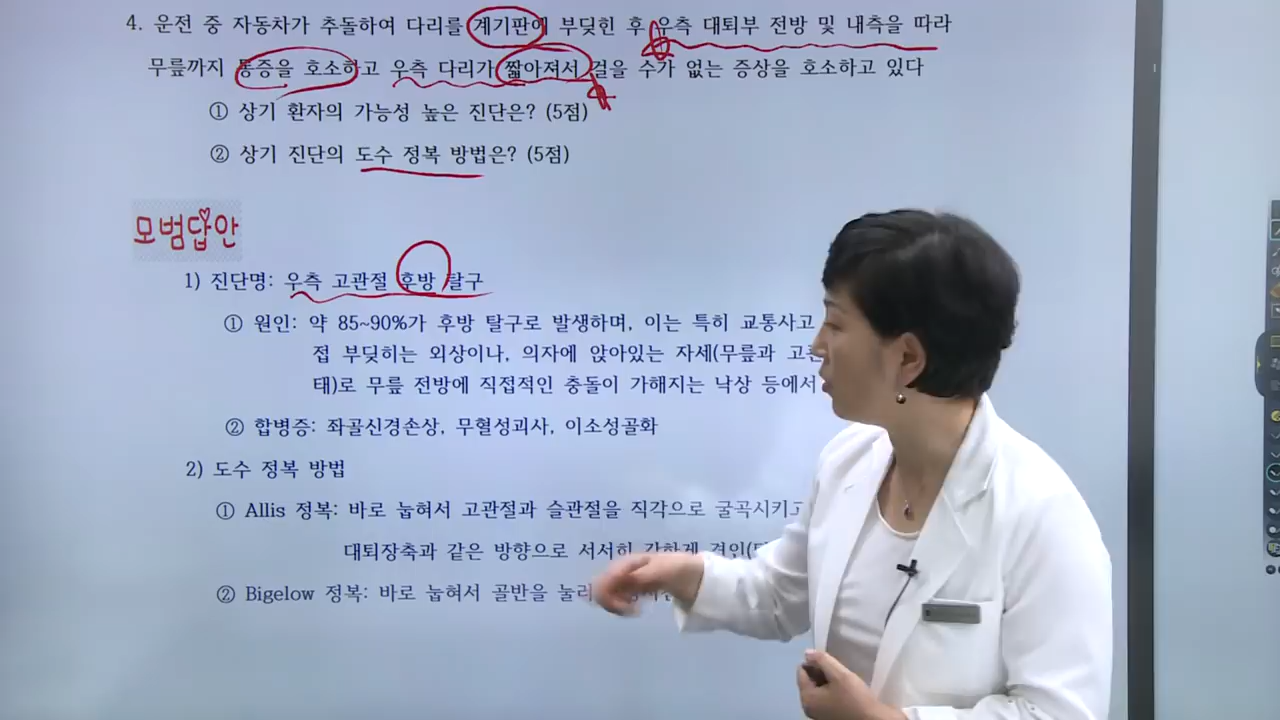 4. 운전 중 자동차가 추돌하여 다리를 계기판에 부딪힌 후 우측 대퇴부 전방 및 내측을 따라
무릎까지 통증을 호소하고 우측 다리가 짧아져서 걸을 수가 없는 증상을 호소하고 있다
① 상기 환자의 가능성 높은 진단은? (5점)
② 상기 진단의 도수 정복 방법은? (5점)
모범답안
1) 진단명: 우측 고관절 후방 탈구
① 원인: 약 85~90%가 후방 탈구로 발생하며, 이는 특히 교통사고
접 부딪히는 외상이나, 의자에 앉아있는 자세(무릎과
태)로 무릎 전방에 직접적인 충돌이 가해지는 낙상 등에서
② 합병증: 좌골신경손상, 무혈성괴사, 이소성골화
2) 도수 정복 방법
① Allis 정복: 바로 눕혀서 고관절과 슬관절을 직각으로 굴곡시키고
대퇴장축과 같은 방향으로 서서히 강하게 견인
② Bigelow 정복: 바로 눕혀서 골반을